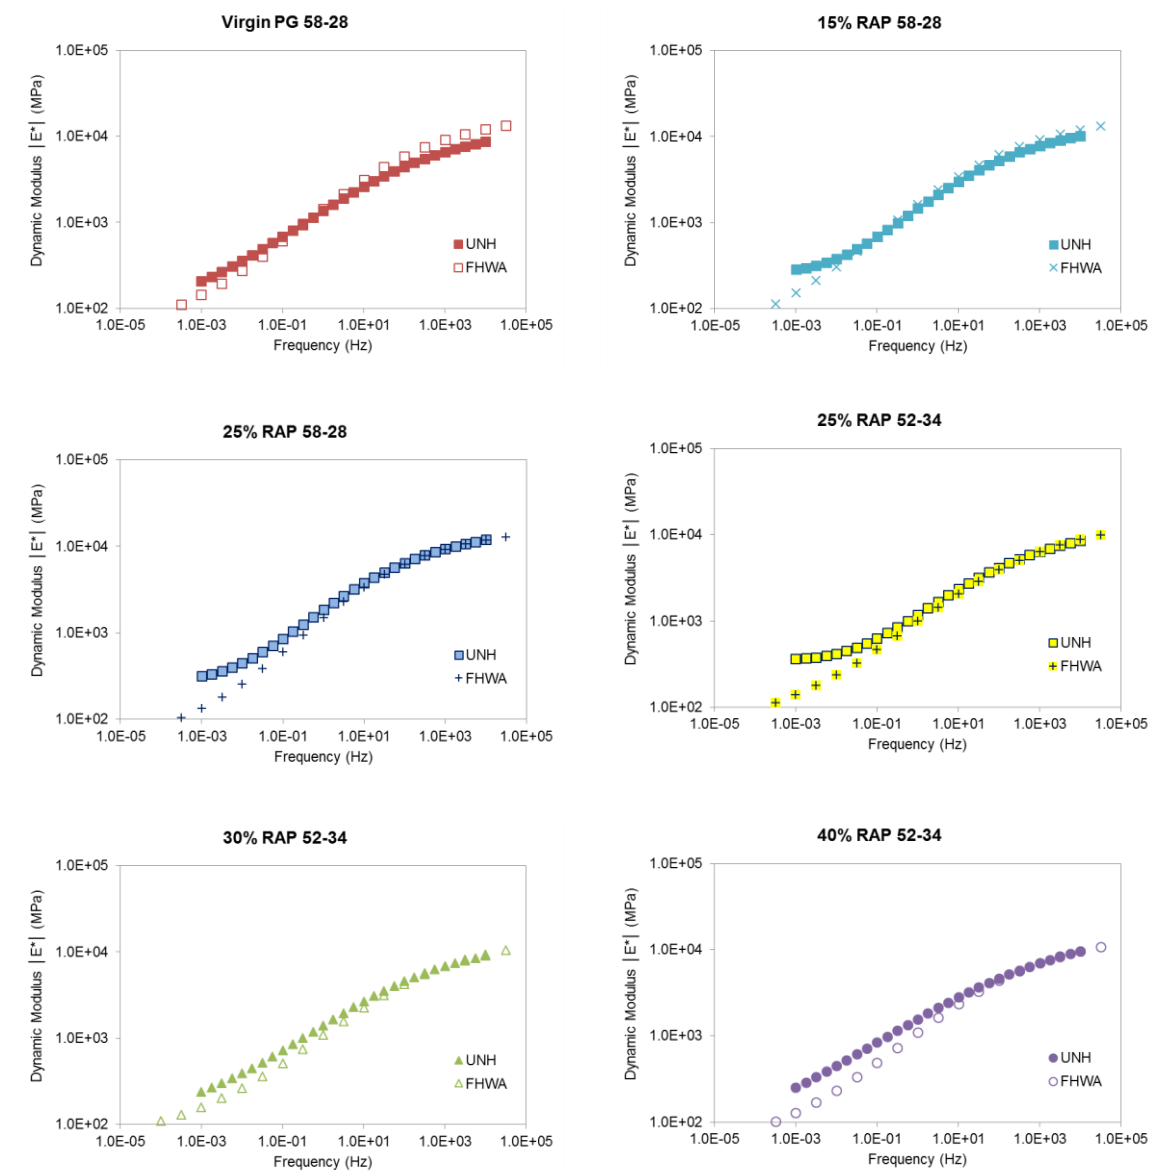 Virgin PG 58-28
1.0E+05
1.0E+04
1.0E+03
1.0E+02
Dynamic Modulus |E*| (MPa)
UNH
FHWA
1.0E-05 1.0E-03 1.0E-01 1.0E+01 1.0E+03 1.0E+05
Frequency (Hz)
15% RAP 58-28
1.0E+05
1.0E+04
1.0E+03
1.0E+02
Dynamic Modulus |E*| (MPa)
UNH
FHWA
1.0E-05 1.0E-03 1.0E-01 1.0E+01 1.0E+03 1.0E+05
Frequency (Hz)
25% RAP 58-28
1.0E+05
1.0E+04
1.0E+03
1.0E+02
Dynamic Modulus |E*| (MPa)
UNH
FHWA
1.0E-05 1.0E-03 1.0E-01 1.0E+01 1.0E+03 1.0E+05
Frequency (Hz)
25% RAP 52-34
1.0E+05
1.0E+04
1.0E+03
1.0E+02
Dynamic Modulus |E*| (MPa)
UNH
FHWA
1.0E-05 1.0E-03 1.0E-01 1.0E+01 1.0E+03 1.0E+05
Frequency (Hz)
30% RAP 52-34
1.0E+05
1.0E+04
1.0E+03
1.0E+02
Dynamic Modulus |E*| (MPa)
UNH
FHWA
1.0E-05 1.0E-03 1.0E-01 1.0E+01 1.0E+03 1.0E+05
Frequency (Hz)
40% RAP 52-34
1.0E+05
1.0E+04
1.0E+03
1.0E+02
Dynamic Modulus |E*| (MPa)
UNH
FHWA
1.0E-05 1.0E-03 1.0E-01 1.0E+01 1.0E+03 1.0E+05
Frequency (Hz)